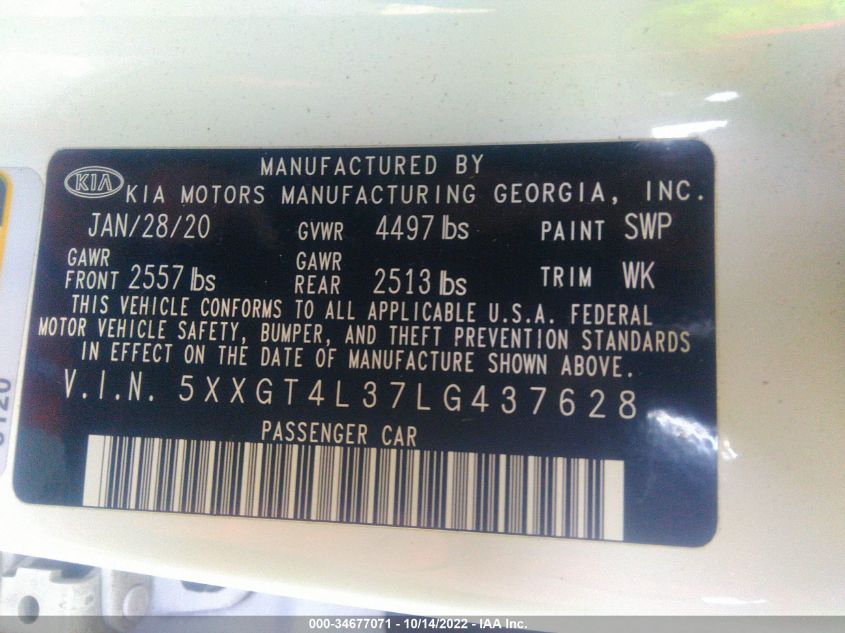 MANUFACTURED BY
KIA KIA MOTORS MANUFACTURING GEORGIA, INC.
JAN/28/20 GVWR 4497 lbs PAINT SWP
GAWR FRONT 2557 lbs GAWR REAR 2513 lbs TRIM WK
THIS VEHICLE CONFORMS TO ALL APPLICABLE U.S.A. FEDERAL
MOTOR VEHICLE SAFETY, BUMPER, AND THEFT PREVENTION STANDARDS
IN EFFECT ON THE DATE OF MANUFACTURE SHOWN ABOVE.
V.I.N. 5XXGT4L37LG437628
PASSENGER CAR
000-34677071 - 10/14/2022 - IAA Inc.